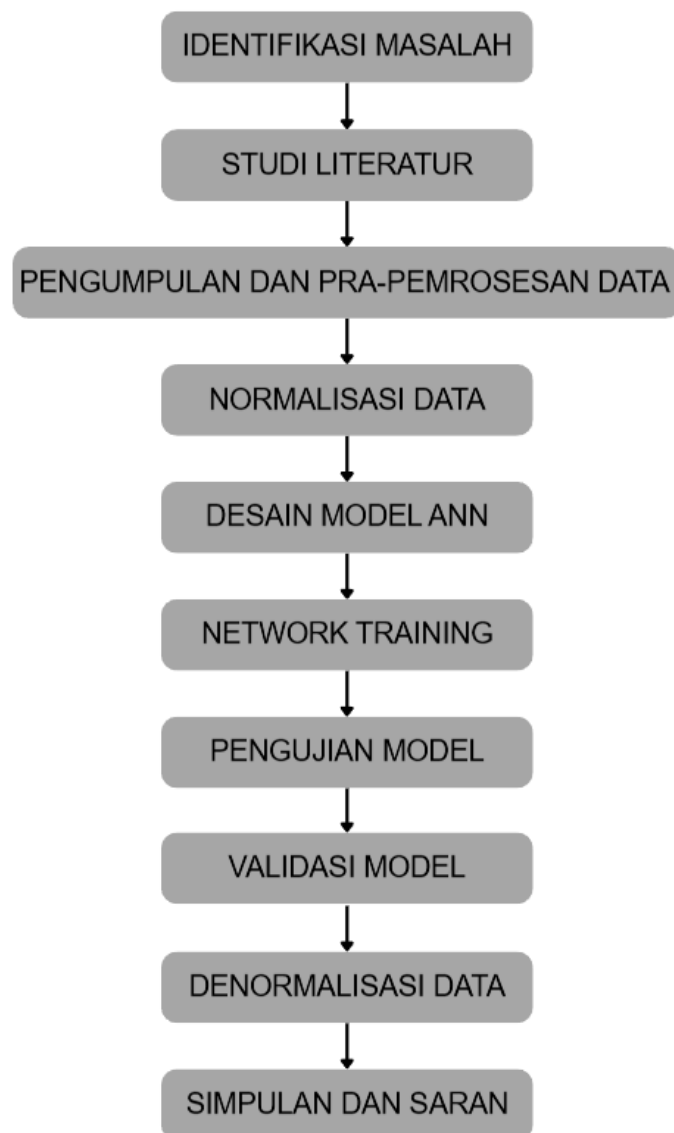 IDENTIFIKASI MASALAH
STUDI LITERATUR
PENGUMPULAN DAN PRA-PEMROSESAN DATA
NORMALISASI DATA
DESAIN MODEL ANN
NETWORK TRAINING
PENGUJIAN MODEL
VALIDASI MODEL
DENORMALISASI DATA
SIMPULAN DAN SARAN